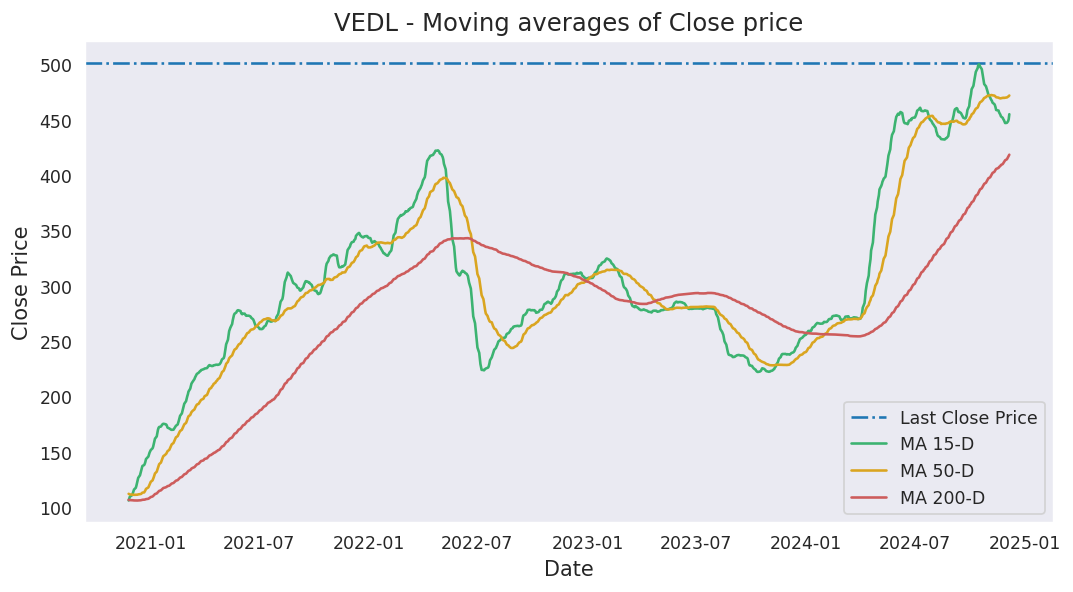 VEDL - Moving averages of Close price
Close Price
500
450
400
350
300
250
200
150
100
Last Close Price
MA 15-D
MA 50-D
MA 200-D
2021-01 2021-07 2022-01 2022-07 2023-01 2023-07 2024-01 2024-07 2025-01
Date